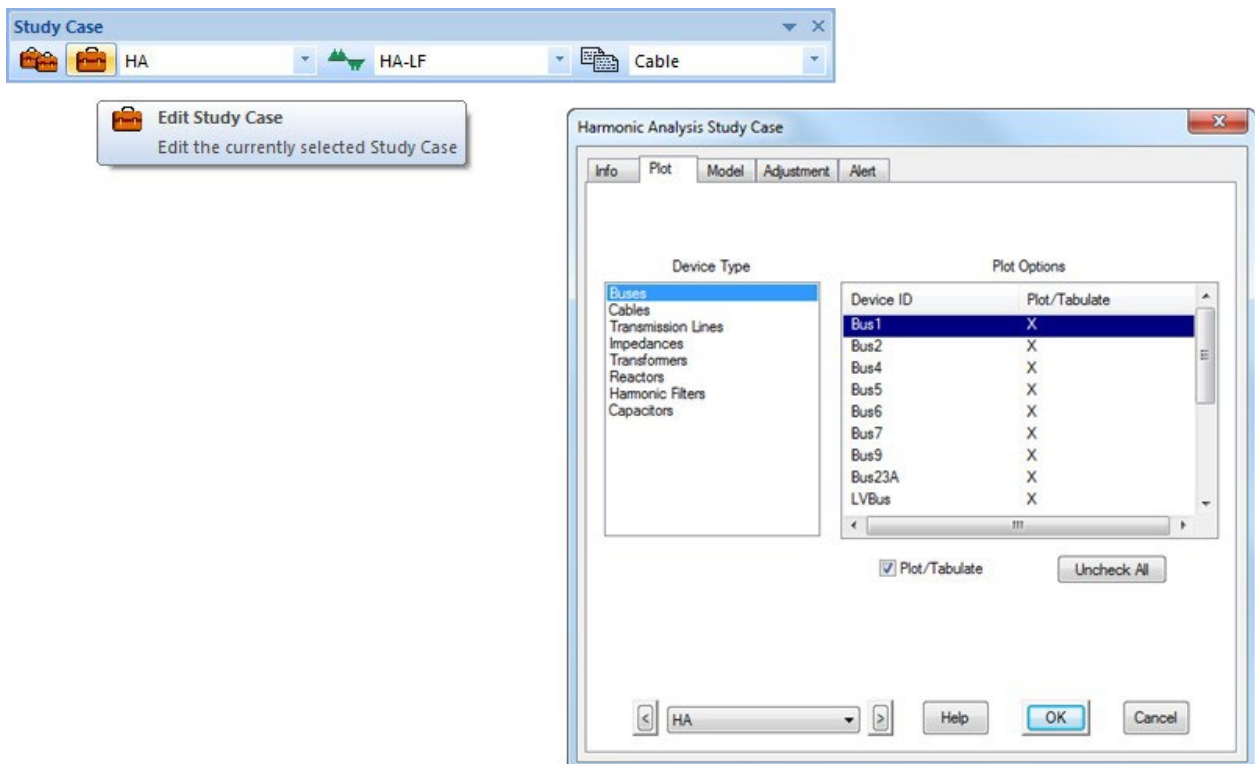 Study Case
HA HA-LF Cable
Edit Study Case
Edit the currently selected Study Case
Harmonic Analysis Study Case
Info Plot Model Adjustment Alert
Device Type
Buses
Cables
Transmission Lines
Impedances
Transformers
Reactors
Harmonic Filters
Capacitors
Plot Options
Device ID Plot/Tabulate
Bus1 X
Bus2 X
Bus4 X
Bus5 X
Bus6 X
Bus7 X
Bus9 X
Bus23A X
LVBus X
Plot/Tabulate Uncheck All
< HA > Help OK Cancel